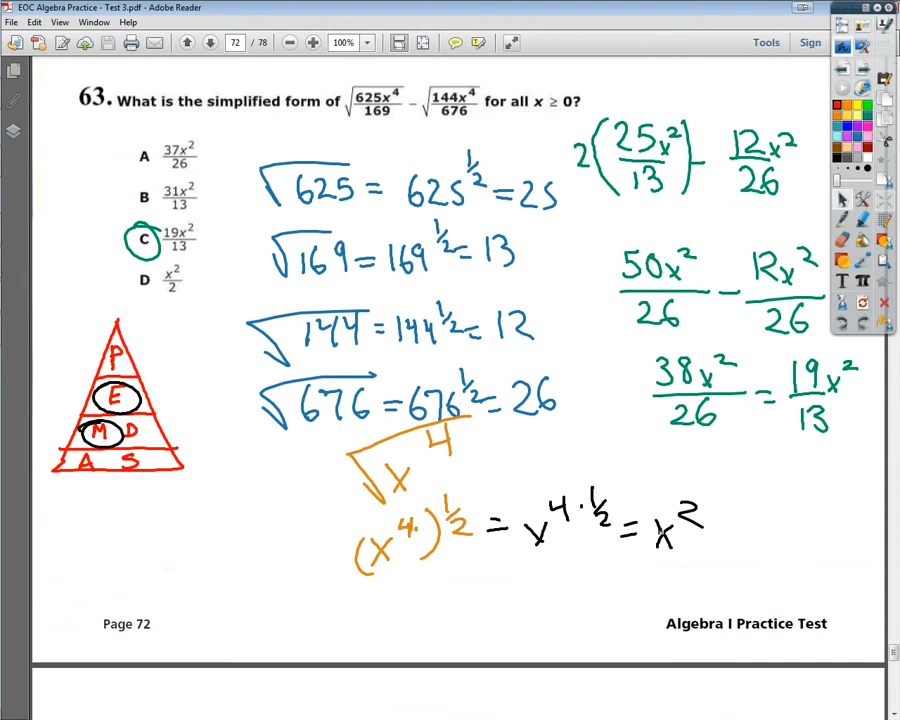 EOC Algebra Practice - Test 3.pdf - Adobe Reader
File Edit View Window Help
72 / 78 100% Tools Sign
63. What is the simplified form of √(625x⁴/169) – √(144x⁴/676) for all x ≥ 0?
A 37x²/26
B 31x²/13
C 19x²/13
D x²/2
P
E
M D
A S
√625 = 625^½ = 25
√169 = 169^½ = 13
√144 = 144^½ = 12
√676 = 676^½ = 26
√x⁴
(x⁴·)^½ = x^(4·½) = x²
2(25x²/13) - 12x²/26
50x²/26 - 12x²/26
38x²/26 = 19x²/13
Page 72
Algebra I Practice Test